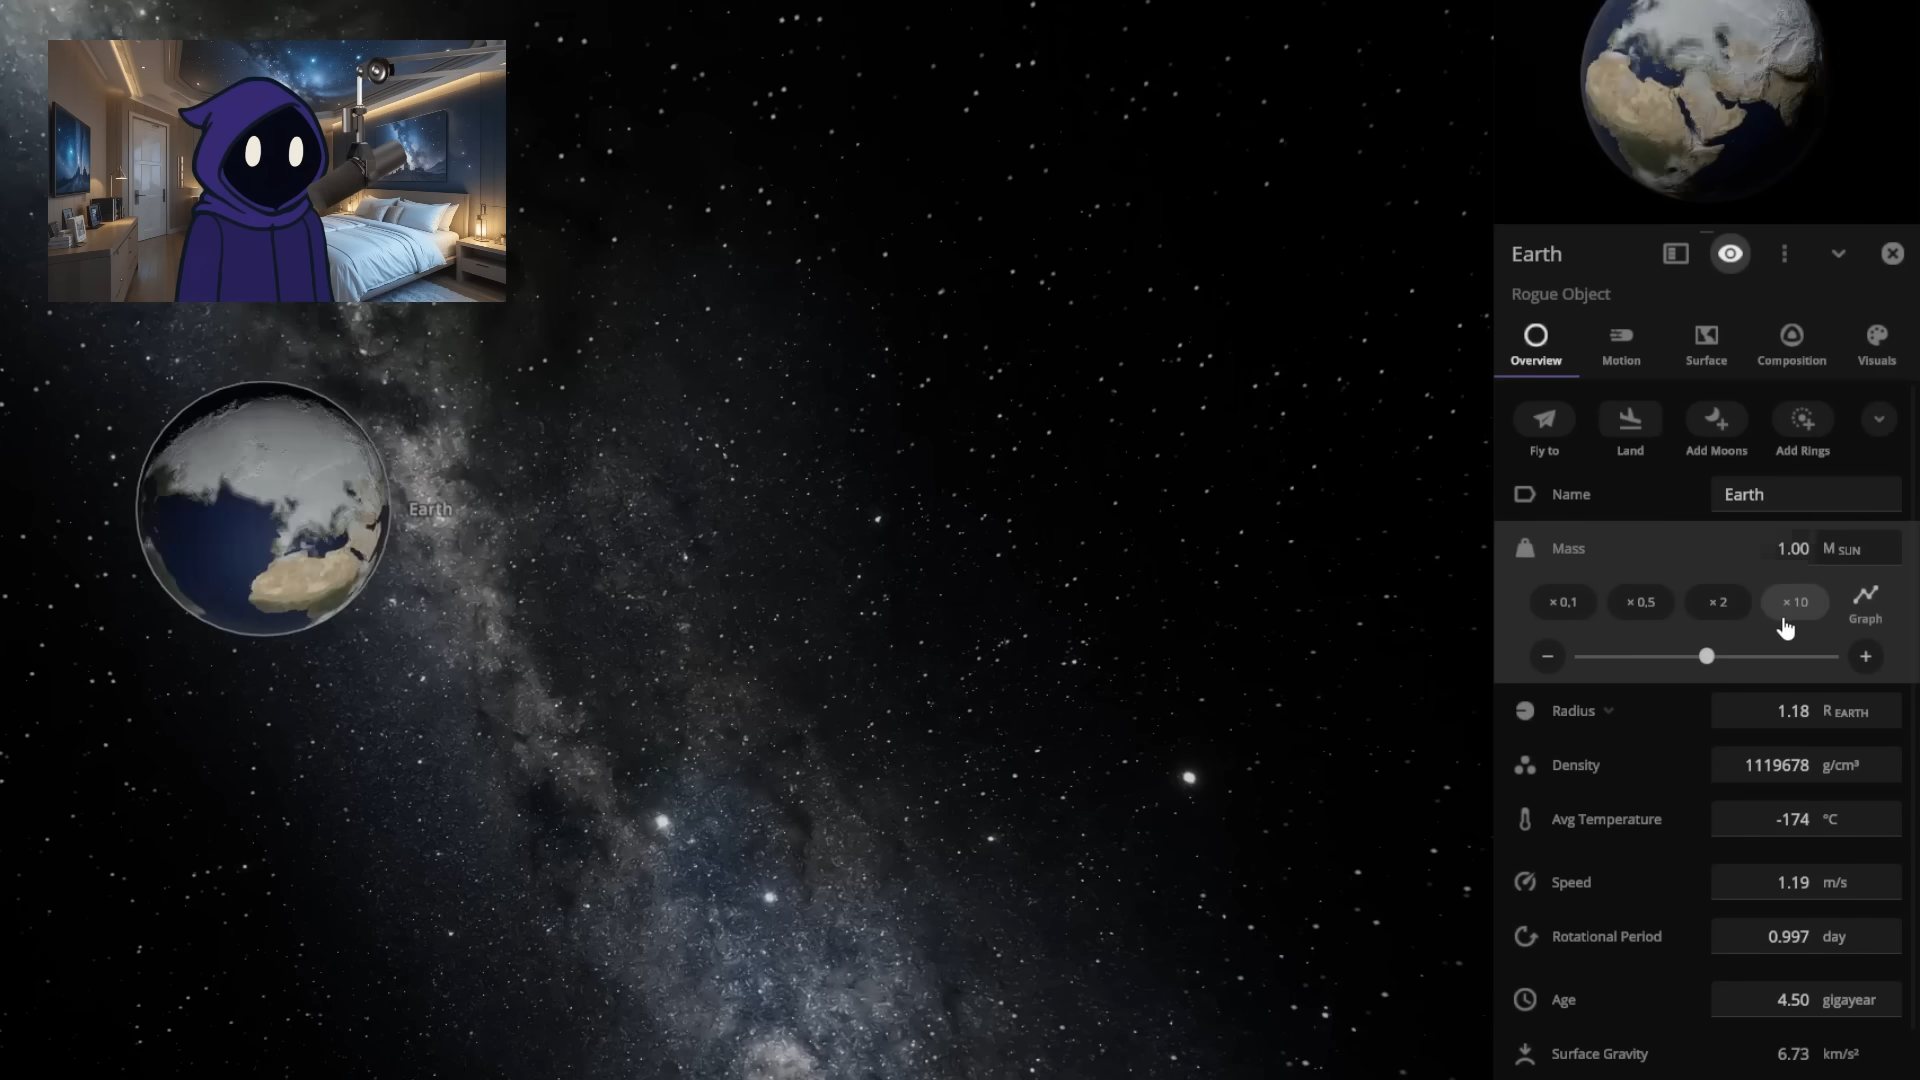 Earth
Earth
Rogue Object
Overview
Motion
Surface
Composition
Visuals
Fly to
Land
Add Moons
Add Rings
Name
Earth
Mass
1.00 M SUN
× 0,1
× 0,5
× 2
× 10
Graph
Radius
1.18 R EARTH
Density
1119678 g/cm³
Avg Temperature
-174 °C
Speed
1.19 m/s
Rotational Period
0.997 day
Age
4.50 gigayear
Surface Gravity
6.73 km/s²